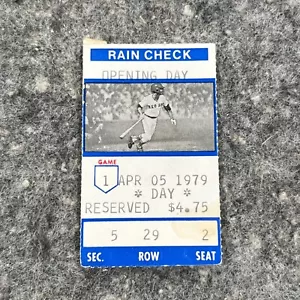 RAIN CHECK
OPENING DAY
GAME
1 APR 05 1979
* DAY *
RESERVED $4.75
5 29 2
SEC. ROW SEAT